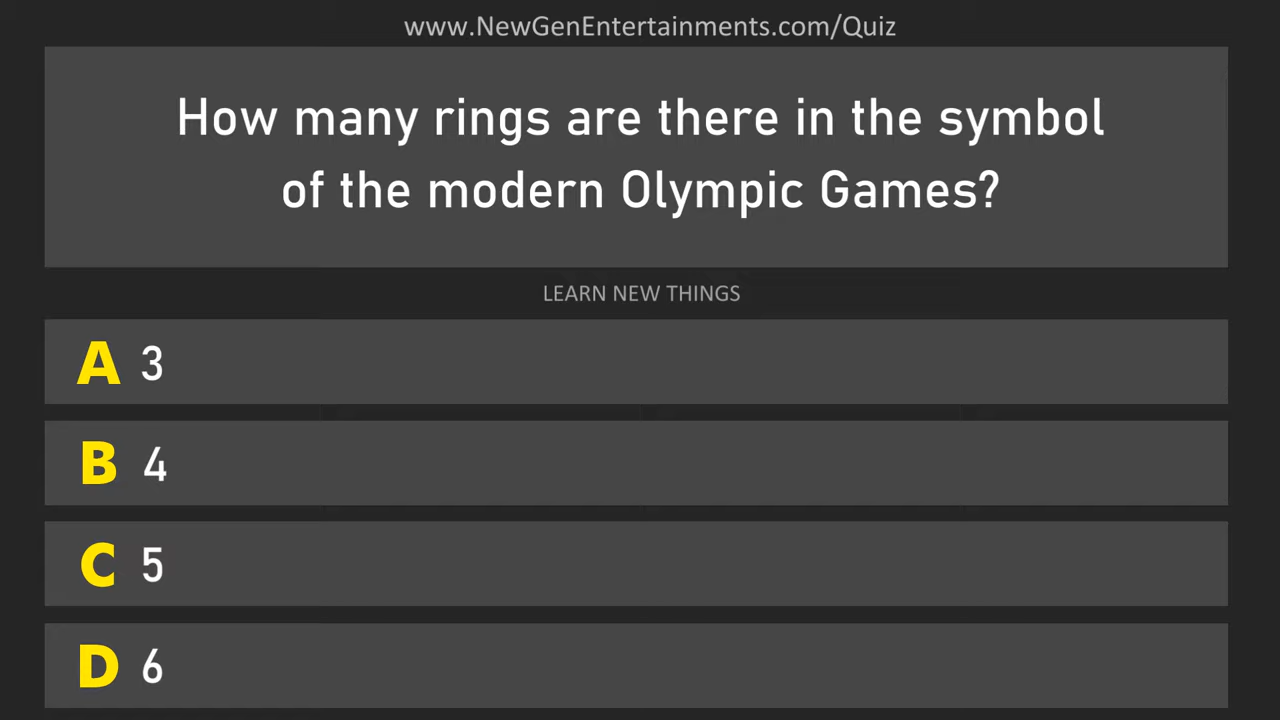 www.NewGenEntertainments.com/Quiz
How many rings are there in the symbol
of the modern Olympic Games?
LEARN NEW THINGS
A 3
B 4
C 5
D 6